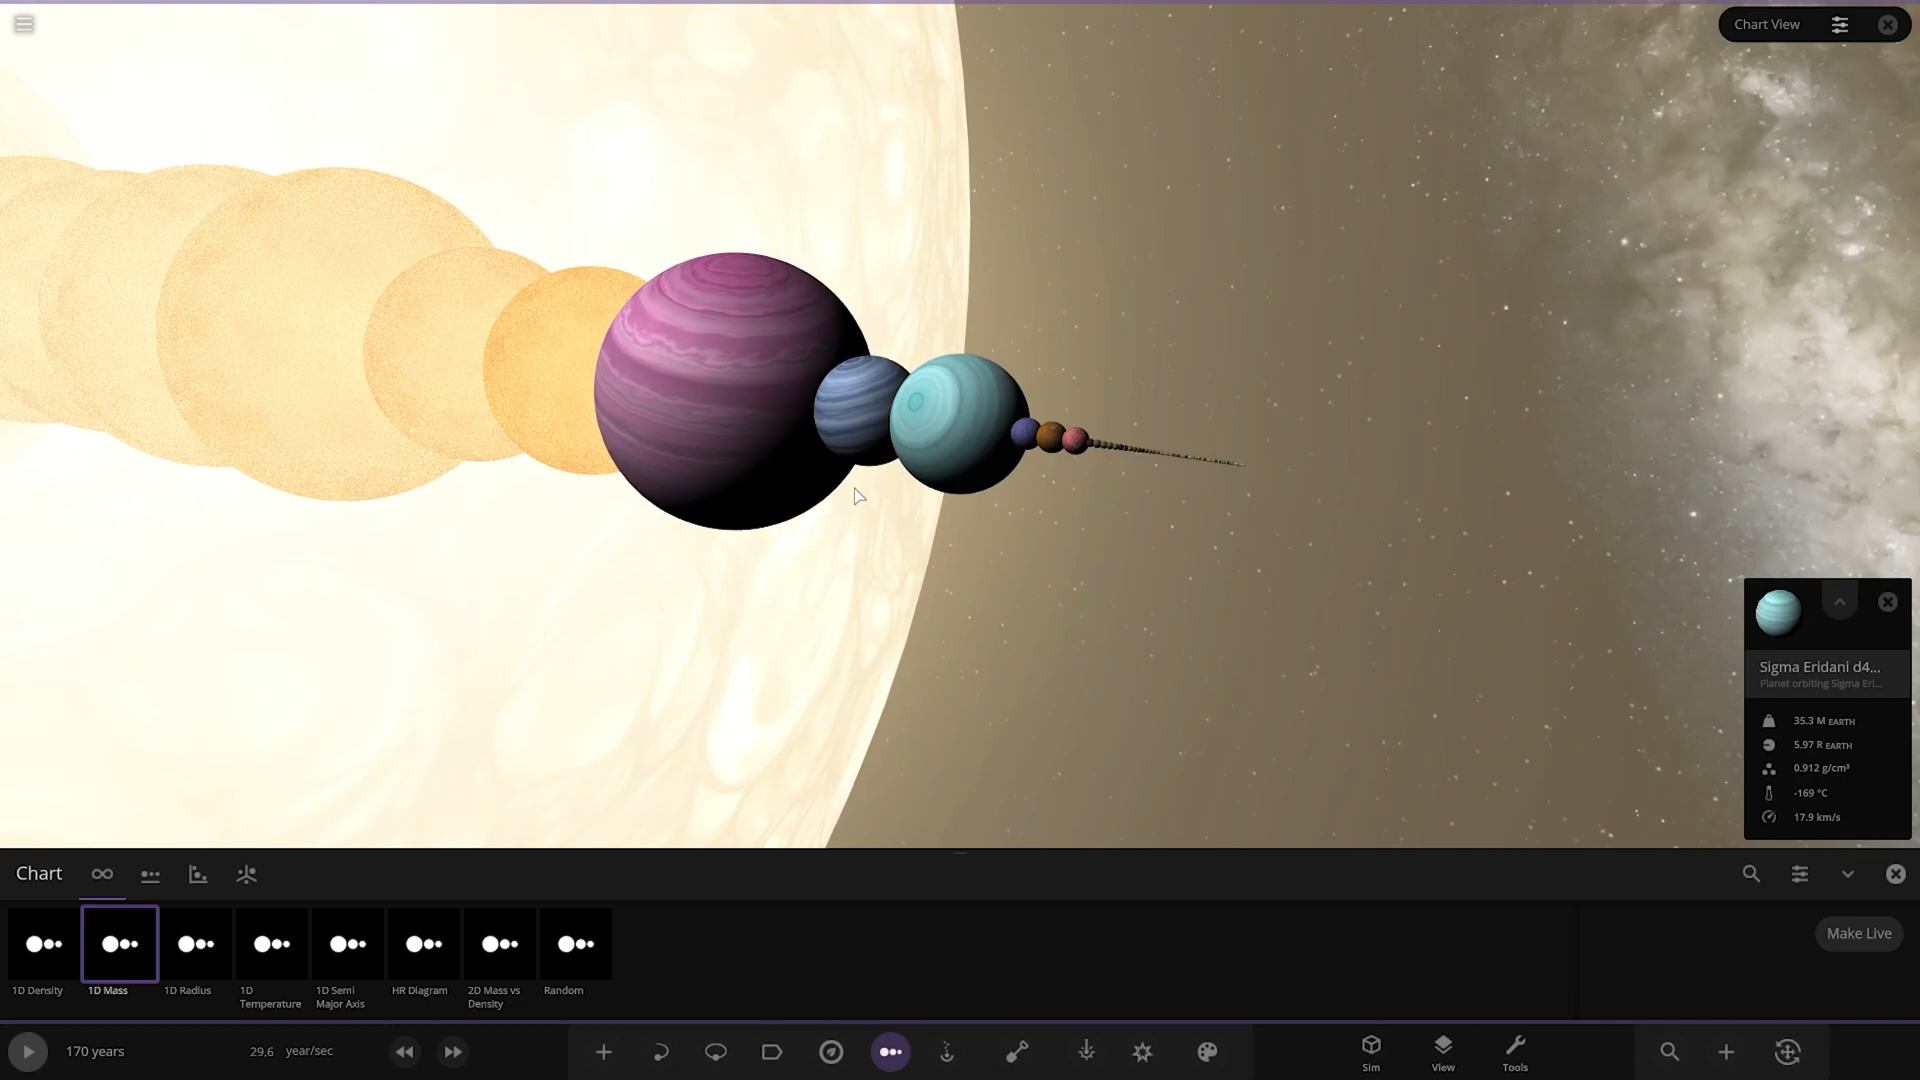 Chart View
Sigma Eridani d4...
Planet orbiting Sigma Eri...
35.3 M EARTH
5.97 R EARTH
0.912 g/cm³
-169 °C
17.9 km/s
Chart
1D Density
1D Mass
1D Radius
1D
Temperature
1D Semi
Major Axis
HR Diagram
2D Mass vs
Density
Random
Make Live
170 years
29.6 year/sec
Sim
View
Tools